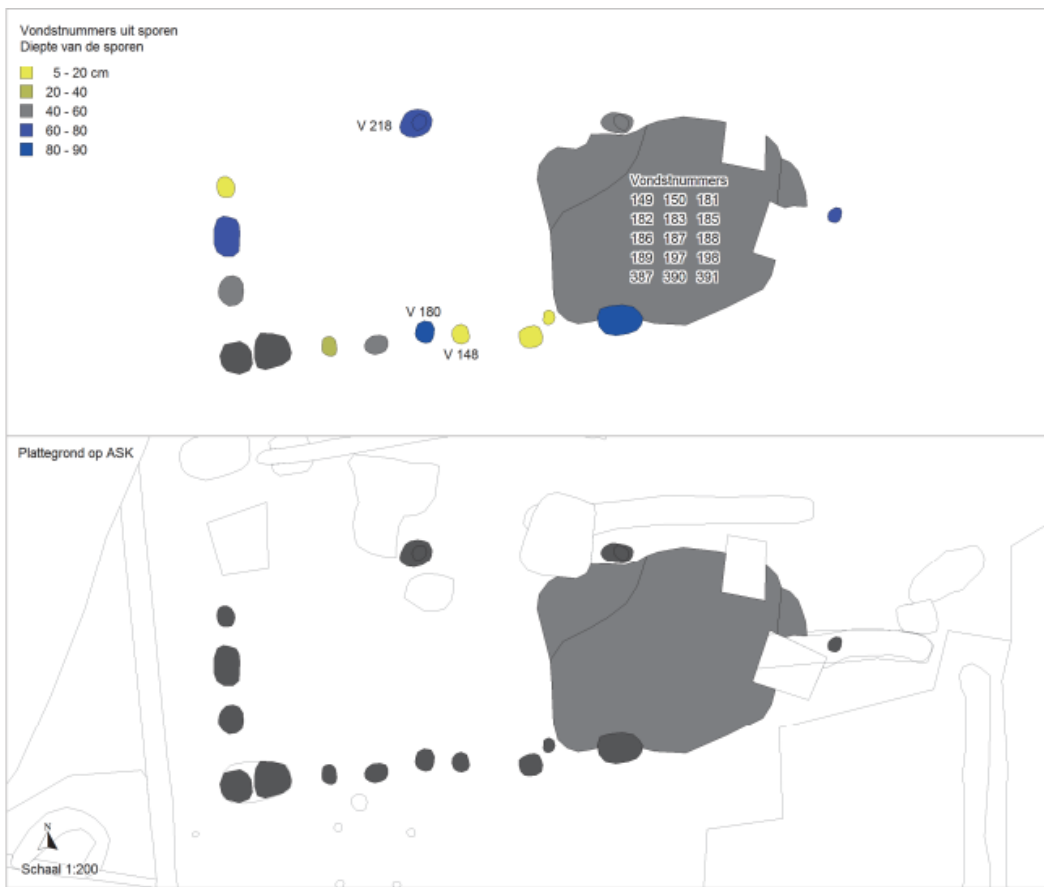 Vondstnummers uit sporen
Diepte van de sporen
5 - 20 cm
20 - 40
40 - 60
60 - 80
80 - 90
V 218
Vondstnummers
149 150 181
182 183 185
186 187 188
189 197 198
387 390 391
V 180
V 148
Plattegrond op ASK
N
Schaal 1:200